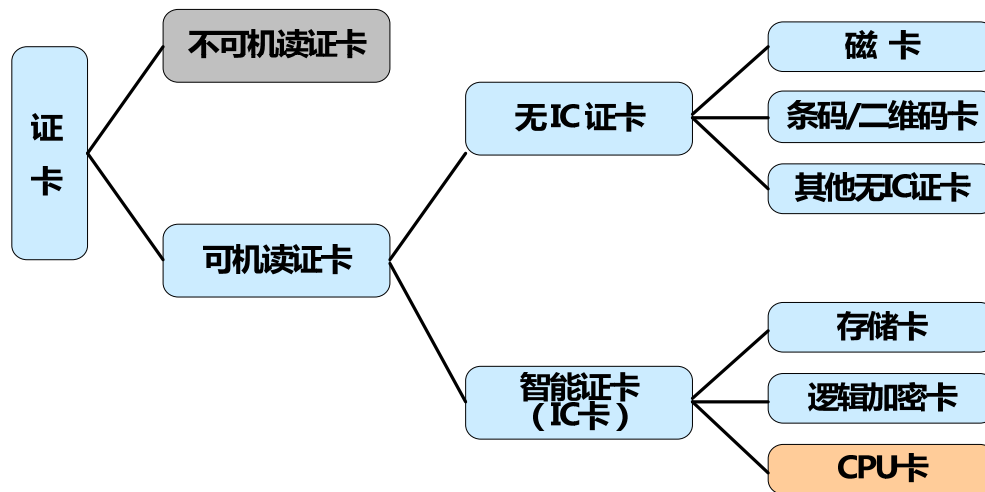 证
卡
不可机读证卡
可机读证卡
无IC证卡
智能证卡
（IC卡）
磁 卡
条码/二维码卡
其他无IC证卡
存储卡
逻辑加密卡
CPU卡